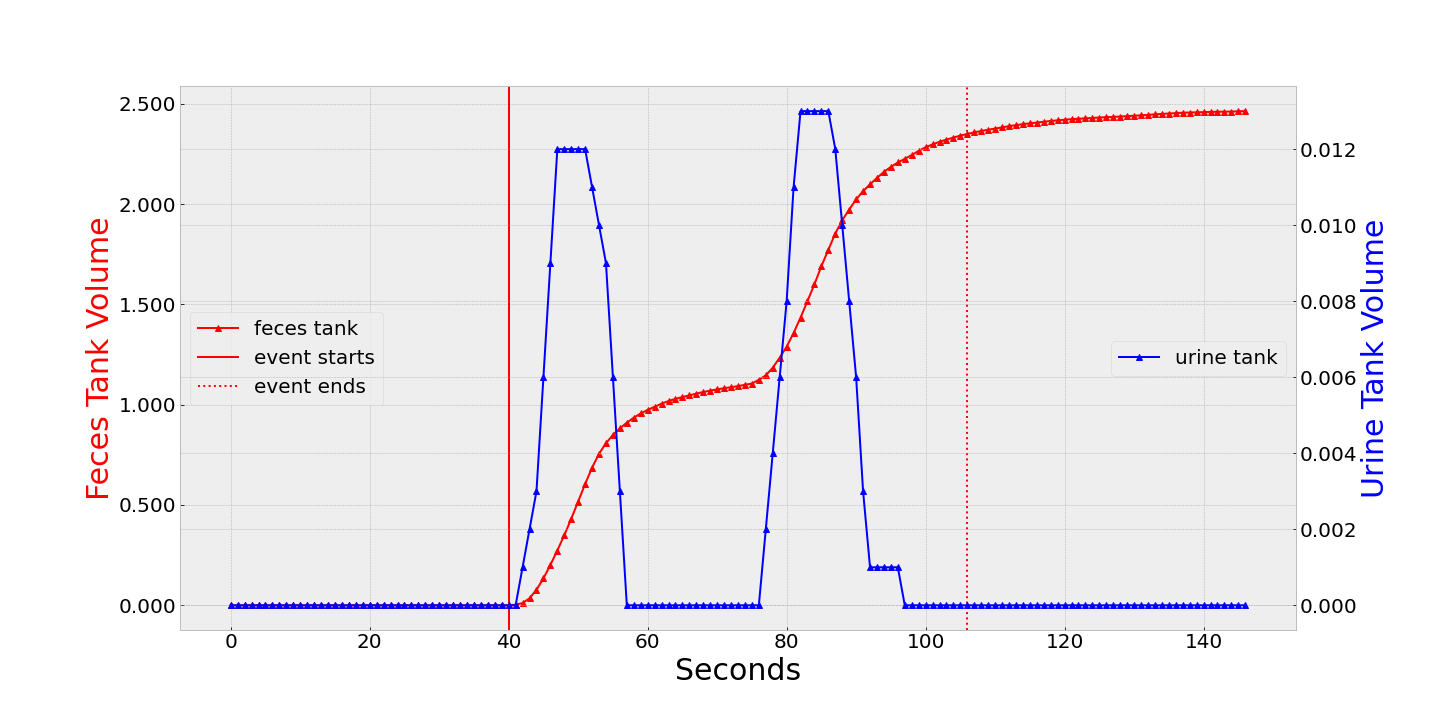 2.500
2.000
1.500
1.000
0.500
0.000
Feces Tank Volume
feces tank
event starts
event ends
urine tank
0.012
0.010
0.008
0.006
0.004
0.002
0.000
Urine Tank Volume
0 20 40 60 80 100 120 140
Seconds